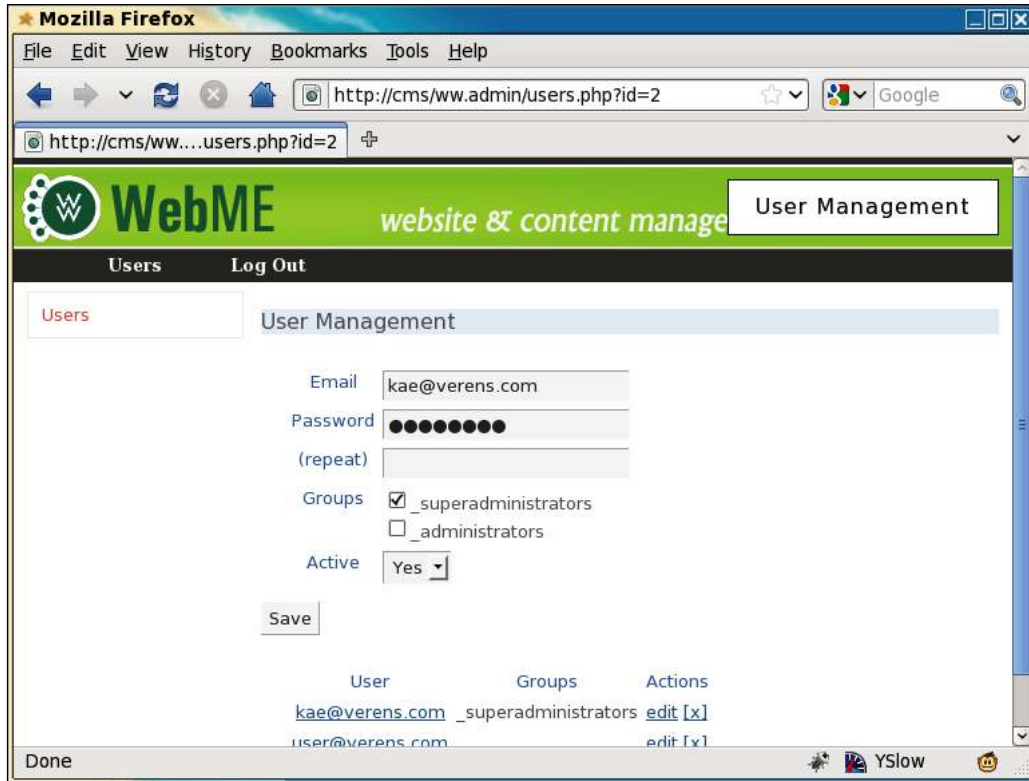 Mozilla Firefox
File Edit View History Bookmarks Tools Help
http://cms/ww.admin/users.php?id=2 Google
http://cms/ww....users.php?id=2
W WebME website & content manage User Management
Users Log Out
Users
User Management
Email kae@verens.com
Password ●●●●●●●●
(repeat)
Groups _superadministrators
_administrators
Active Yes
Save
User Groups Actions
kae@verens.com _superadministrators edit [x]
user@verens.com edit [x]
Done YSlow